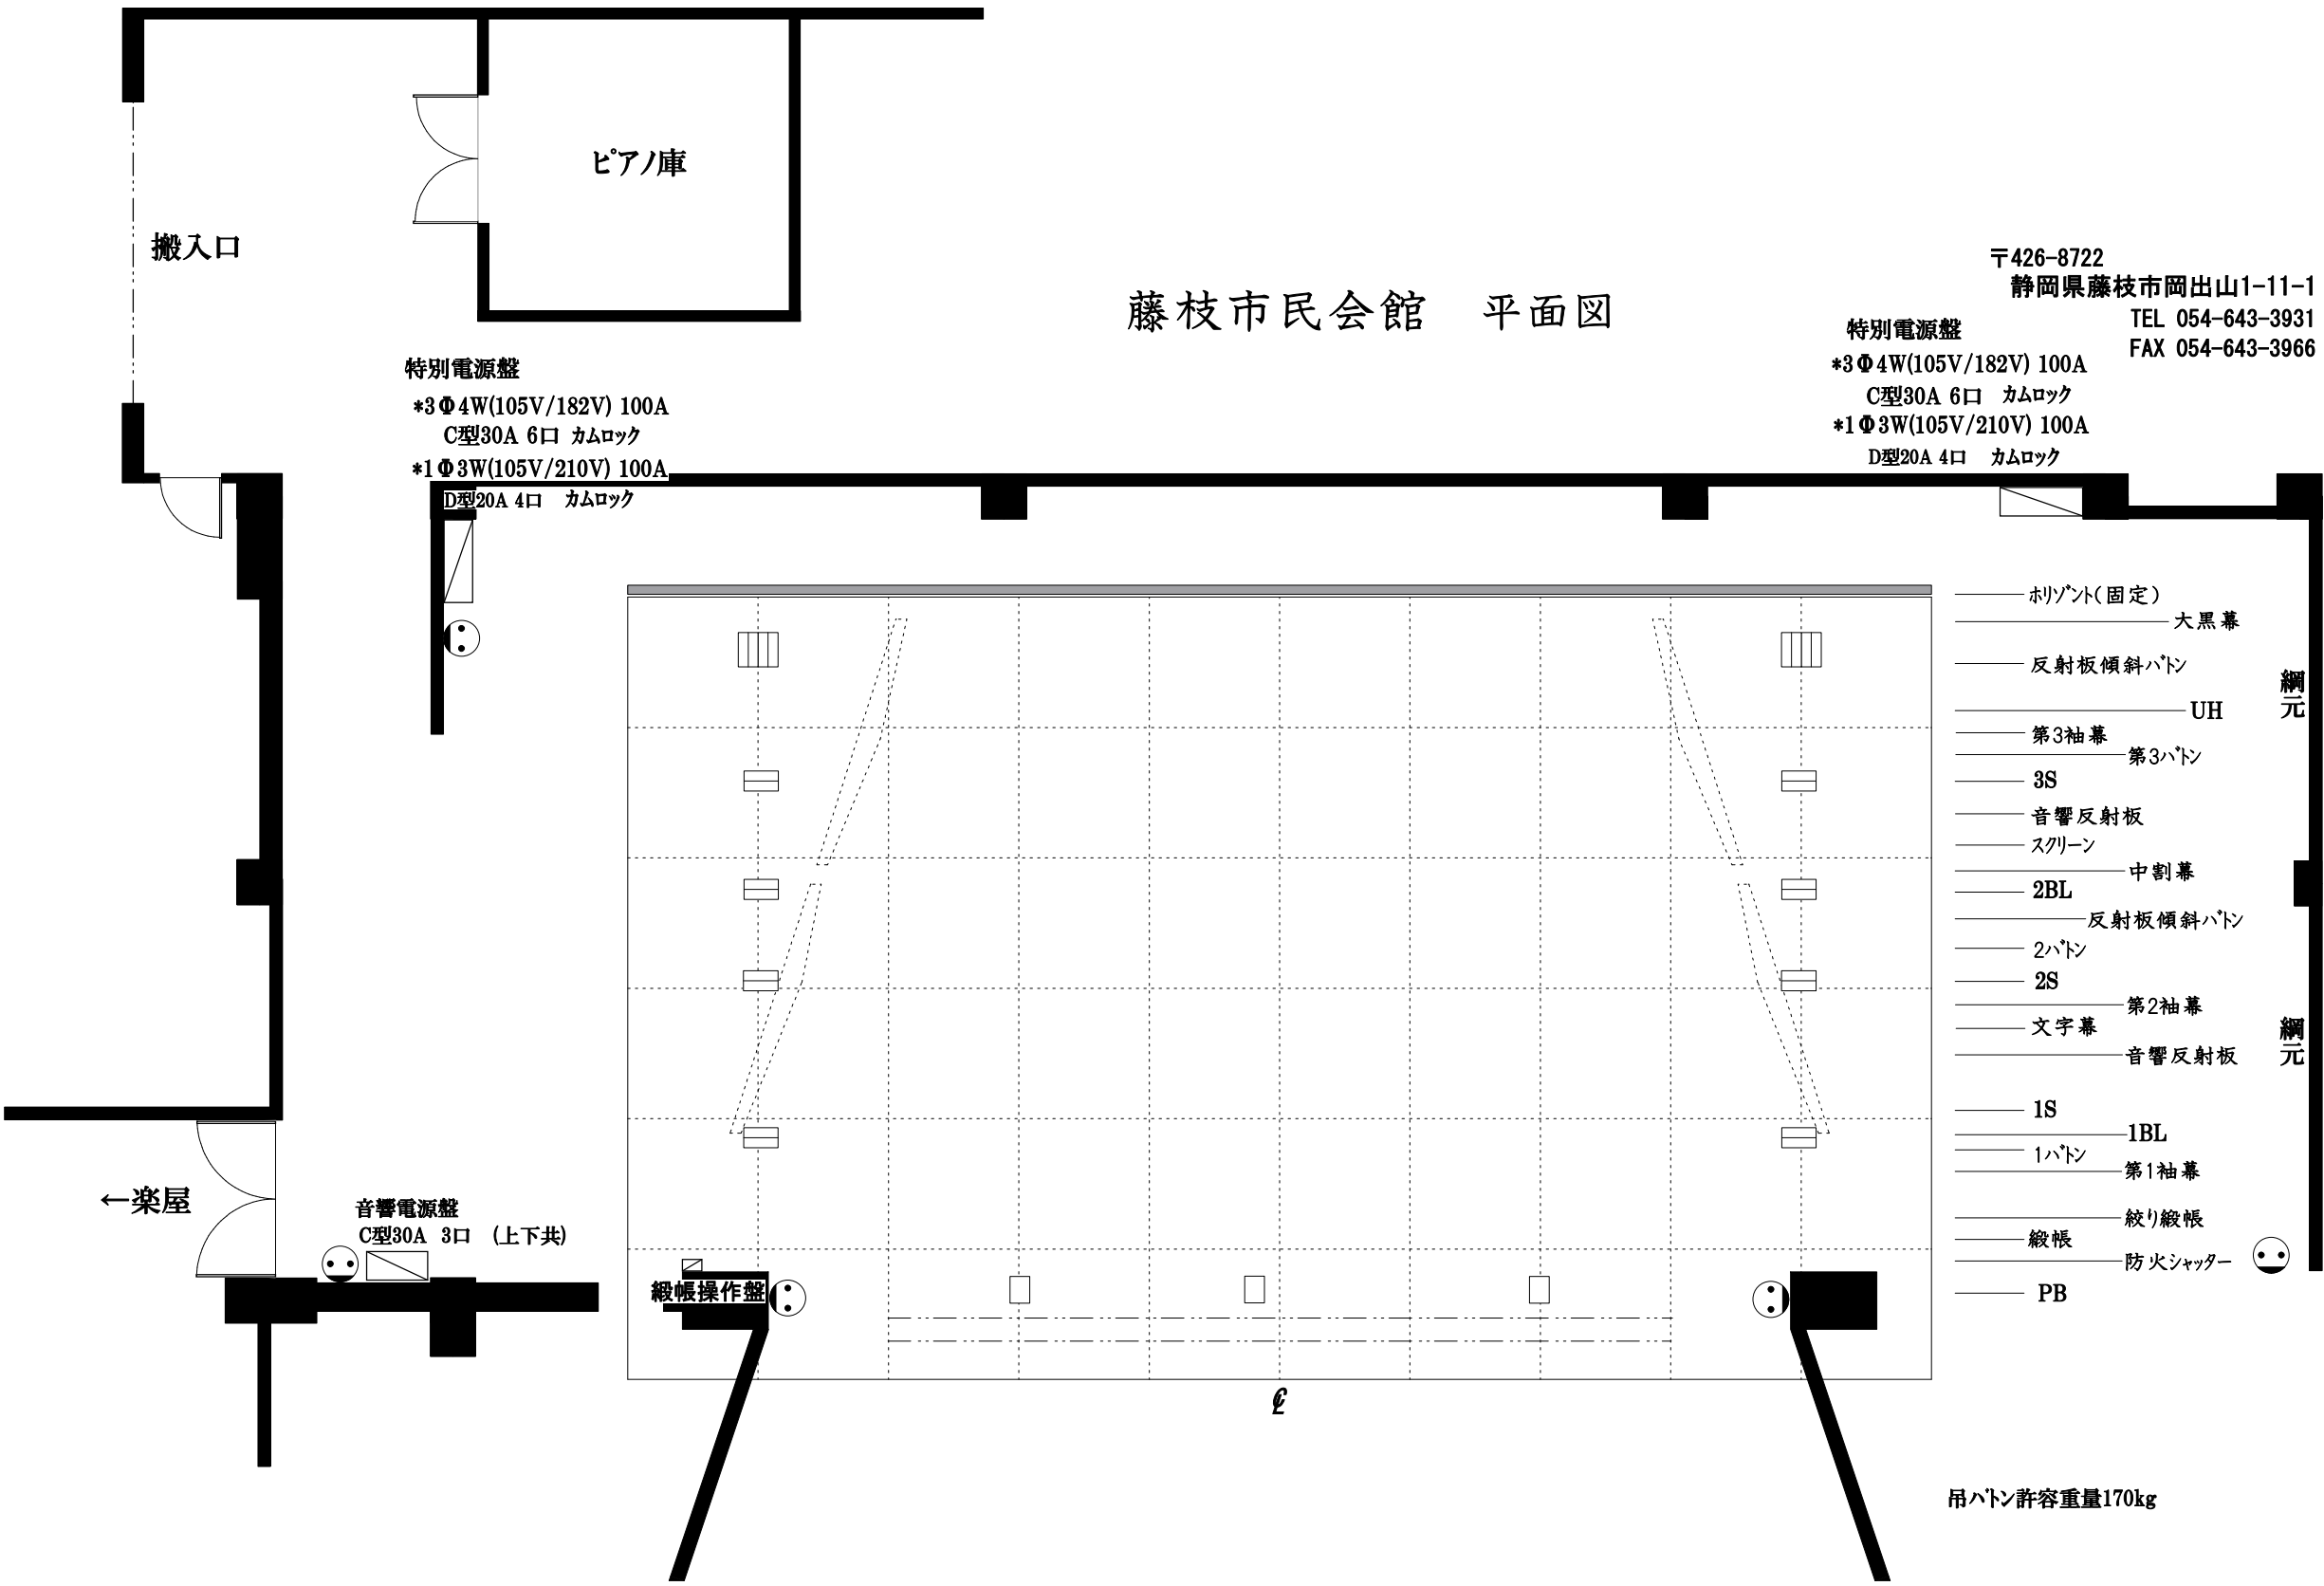 ピアノ庫
搬入口
藤枝市民会館　平面図
〒426-8722
静岡県藤枝市岡出山1-11-1
TEL 054-643-3931
FAX 054-643-3966
特別電源盤
*3Φ4W(105V/182V) 100A
C型30A 6口 カムロック
*1Φ3W(105V/210V) 100A
D型20A 4口 カムロック
特別電源盤
*3Φ4W(105V/182V) 100A
C型30A 6口 カムロック
*1Φ3W(105V/210V) 100A
D型20A 4口 カムロック
ホリゾント(固定)
大黒幕
反射板傾斜バトン
UH
第3袖幕
第3バトン
3S
音響反射板
スクリーン
中割幕
2BL
反射板傾斜バトン
2バトン
2S
第2袖幕
文字幕
音響反射板
1S
1BL
1バトン
第1袖幕
絞り緞帳
緞帳
防火シャッター
PB
綱元
綱元
←楽屋
音響電源盤
C型30A 3口 (上下共)
緞帳操作盤
℄
吊バトン許容重量170kg